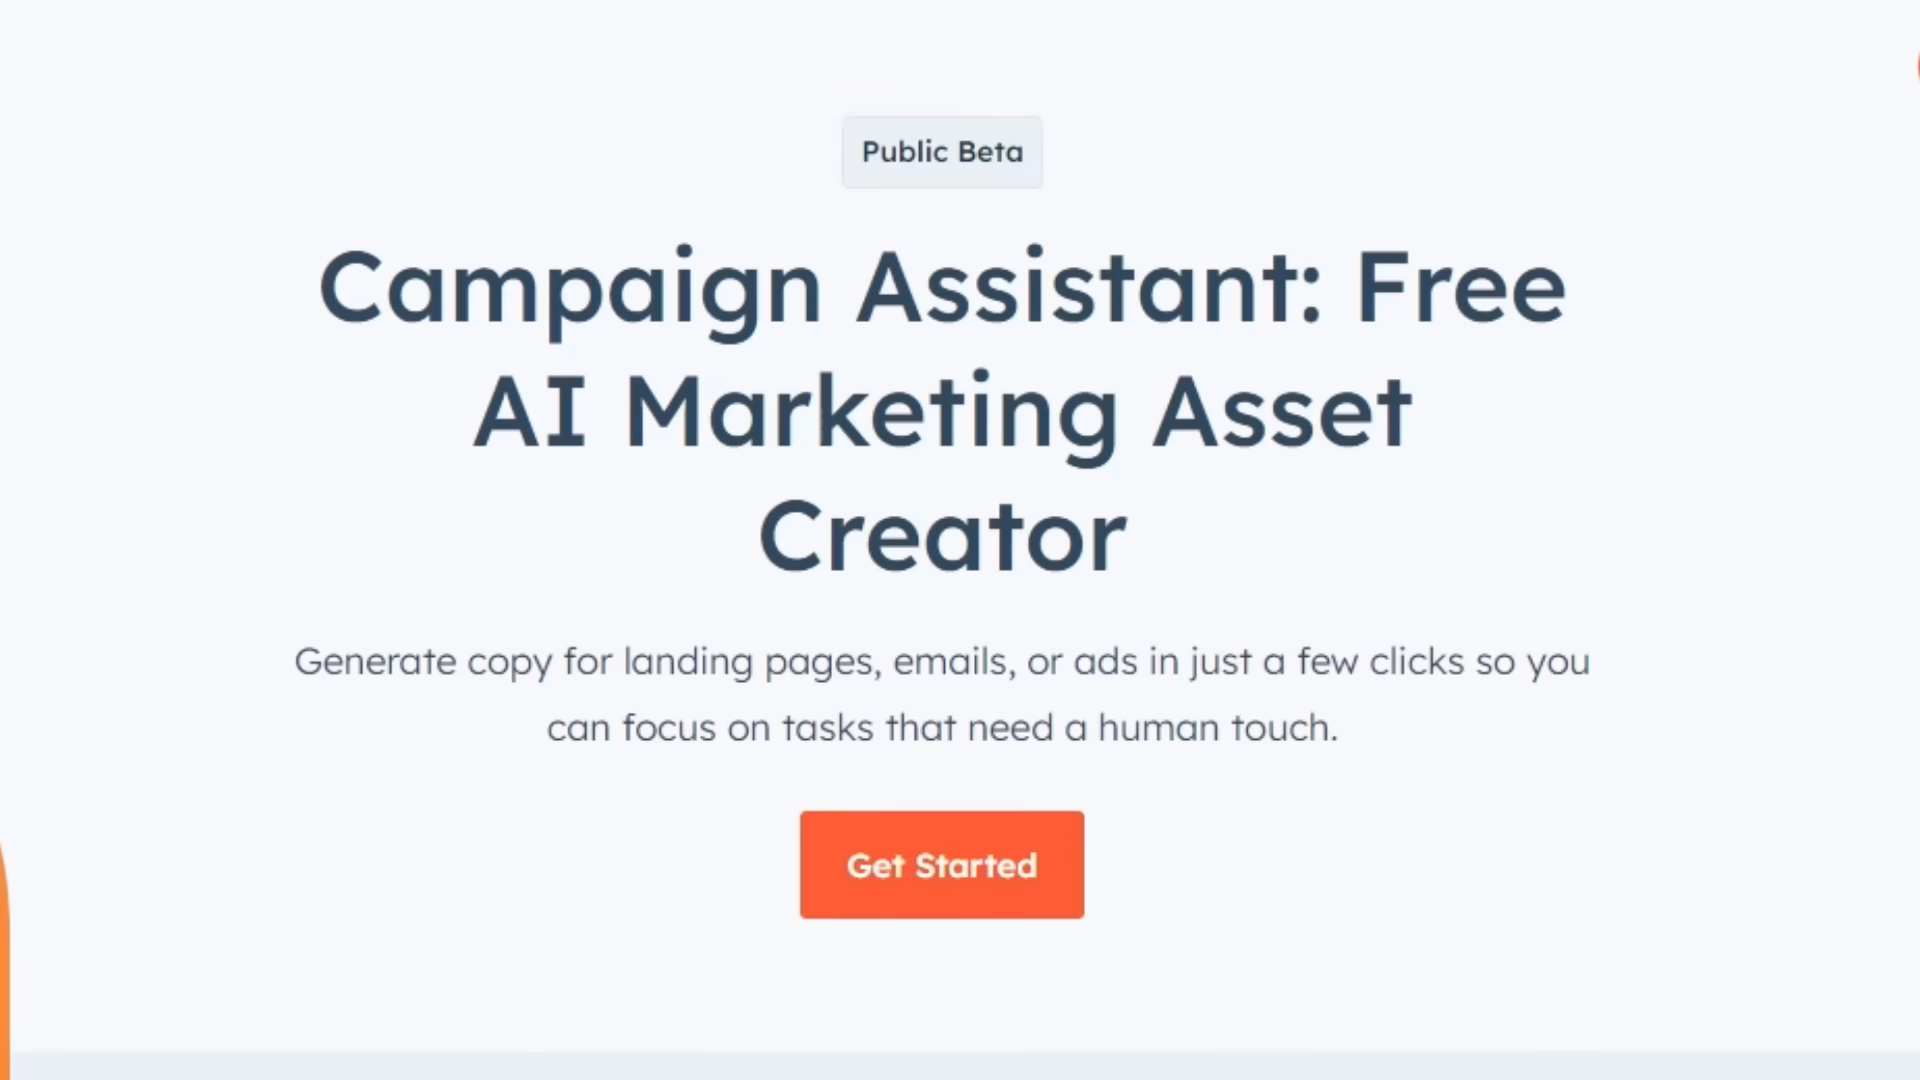 Public Beta
Campaign Assistant: Free
AI Marketing Asset
Creator
Generate copy for landing pages, emails, or ads in just a few clicks so you
can focus on tasks that need a human touch.
Get Started